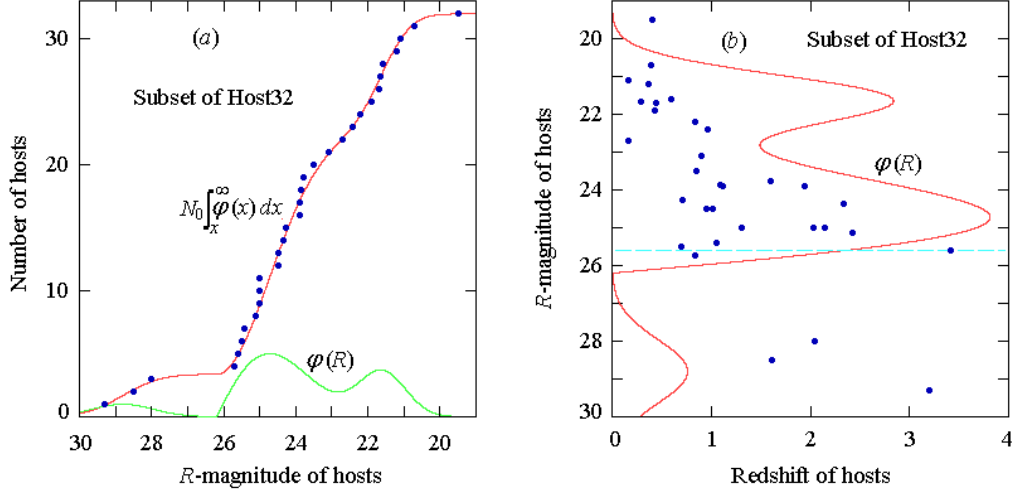 (a)
Subset of Host32
N₀∫ₓ^∞ φ(x) dx
φ(R)
Number of hosts
30
20
10
0
30
28
26
24
22
20
R-magnitude of hosts
(b)
Subset of Host32
φ(R)
R-magnitude of hosts
20
22
24
26
28
30
0
1
2
3
4
Redshift of hosts